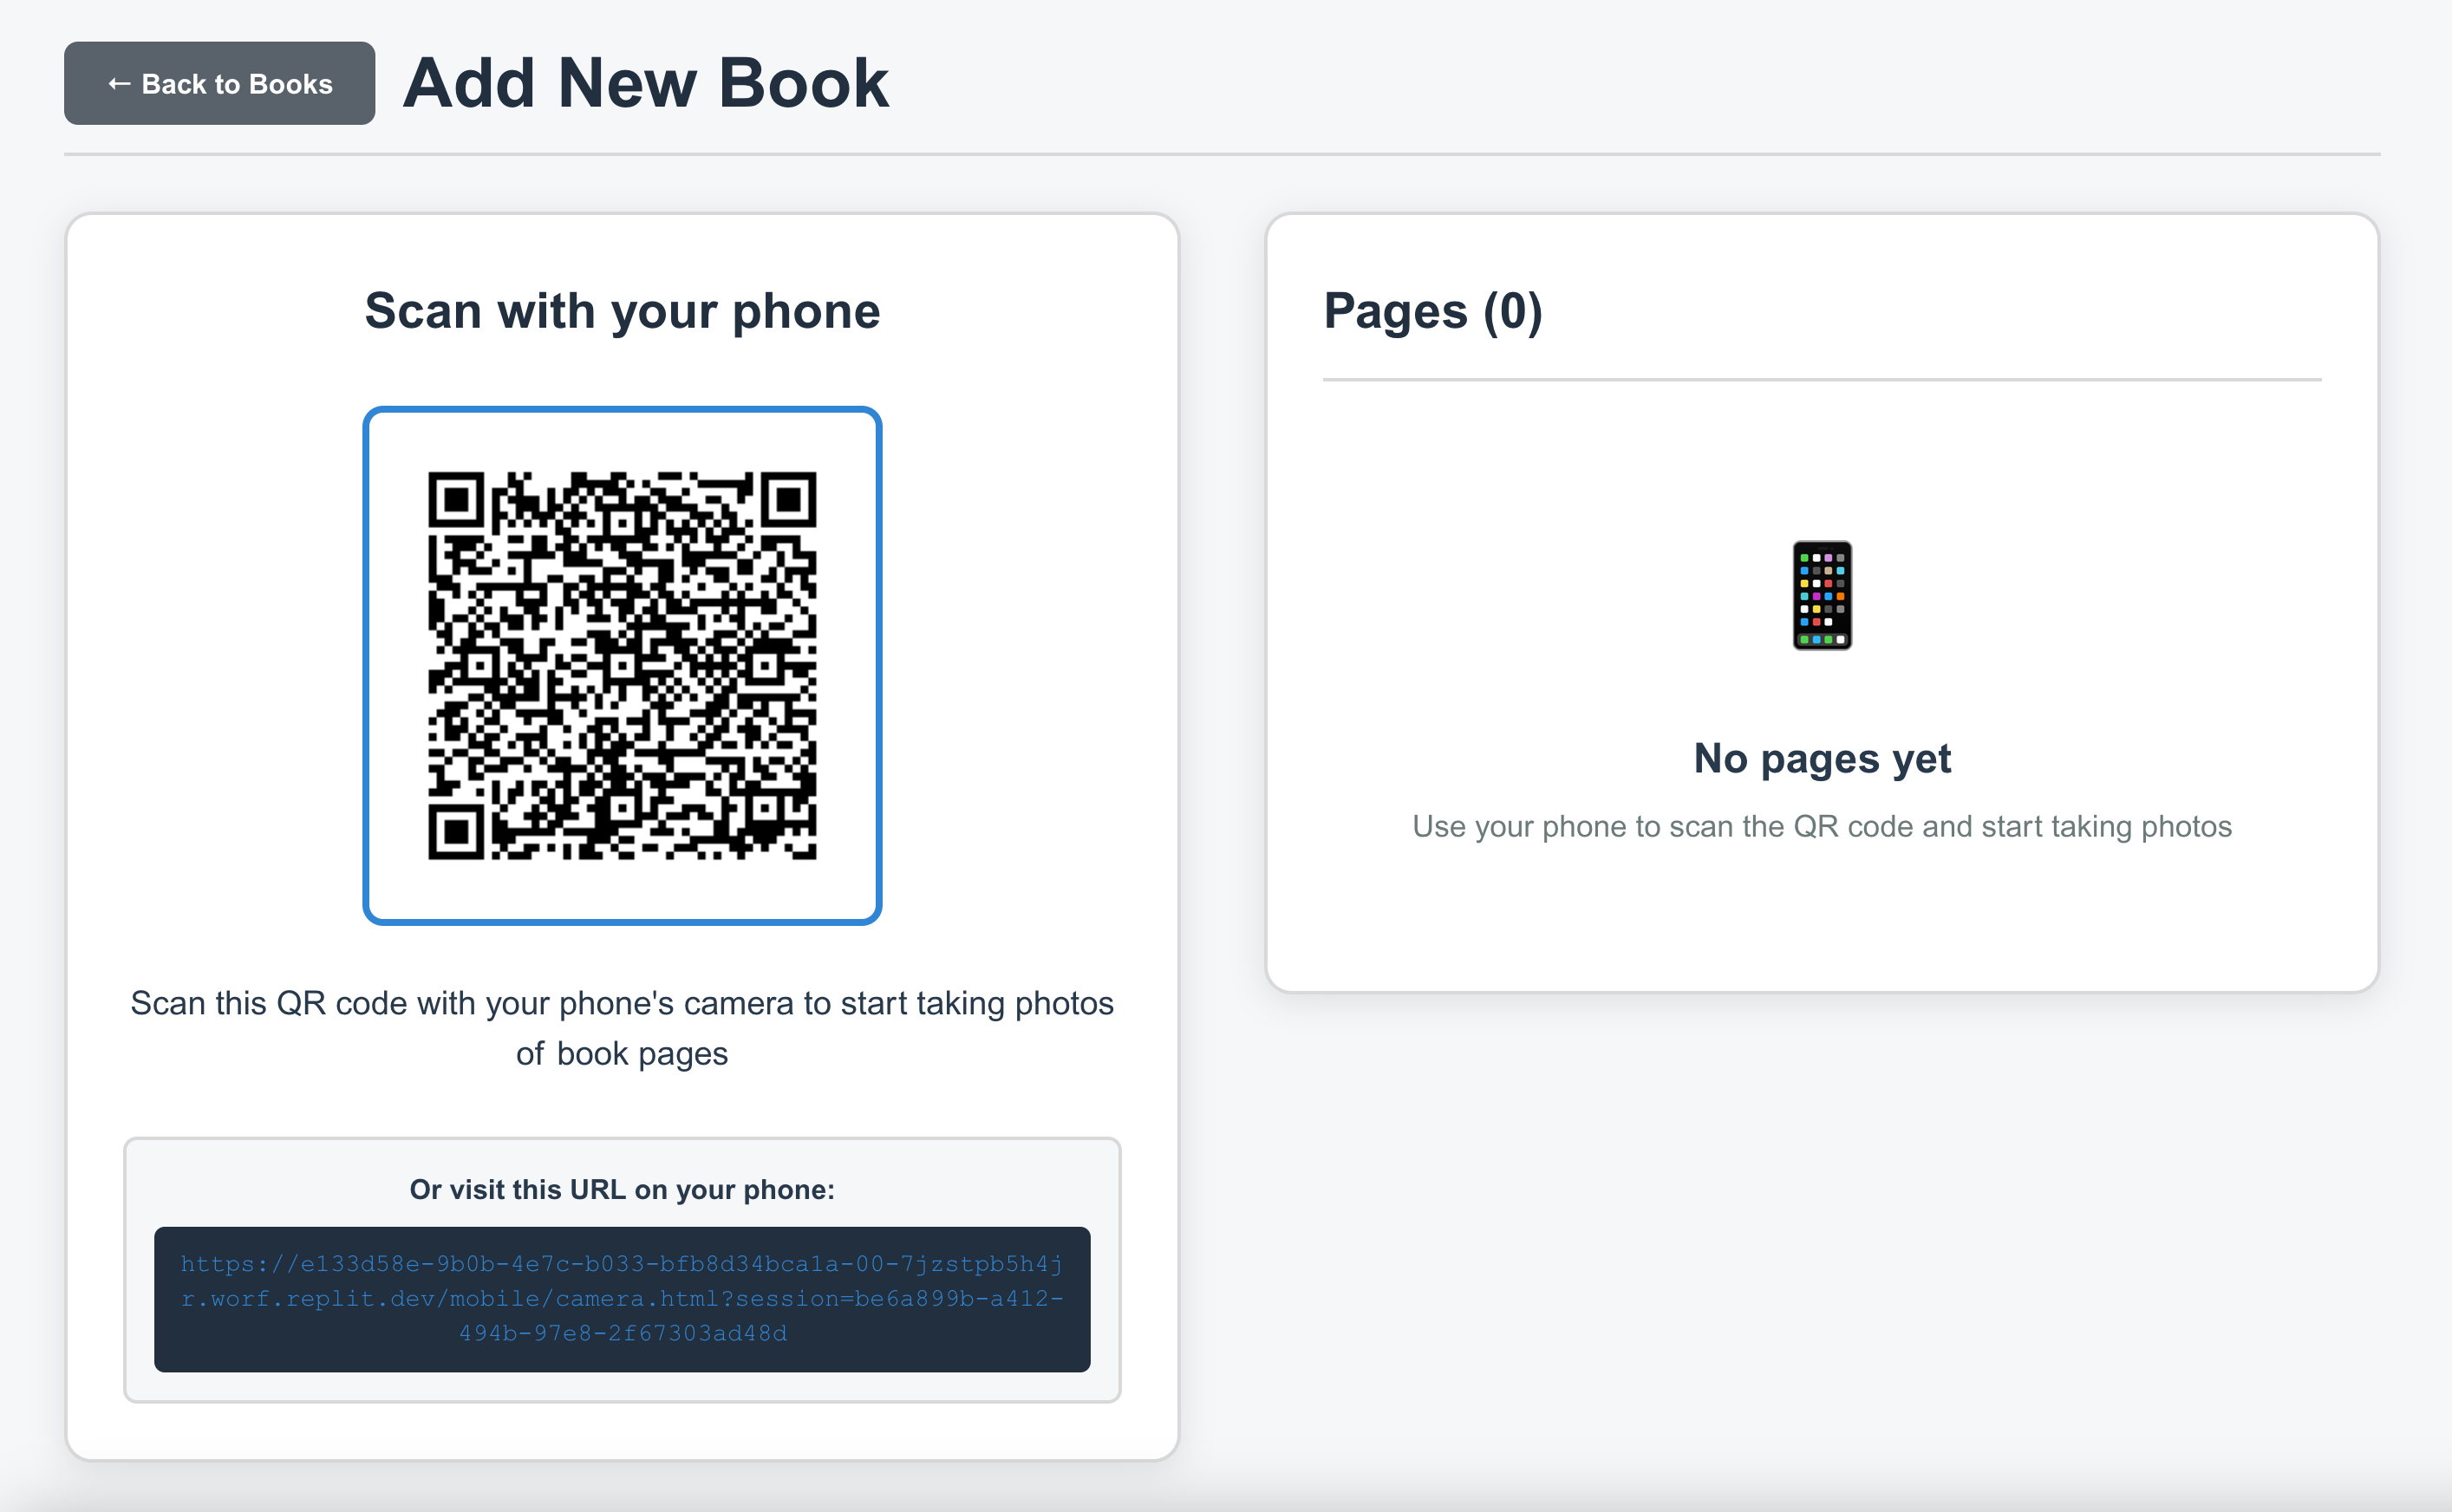 ← Back to Books
Add New Book
Scan with your phone
Scan this QR code with your phone's camera to start taking photos
of book pages
Or visit this URL on your phone:
https://e133d58e-9b0b-4e7c-b033-bfb8d34bca1a-00-7jzstpb5h4j
r.worf.replit.dev/mobile/camera.html?session=be6a899b-a412-
494b-97e8-2f67303ad48d
Pages (0)
No pages yet
Use your phone to scan the QR code and start taking photos